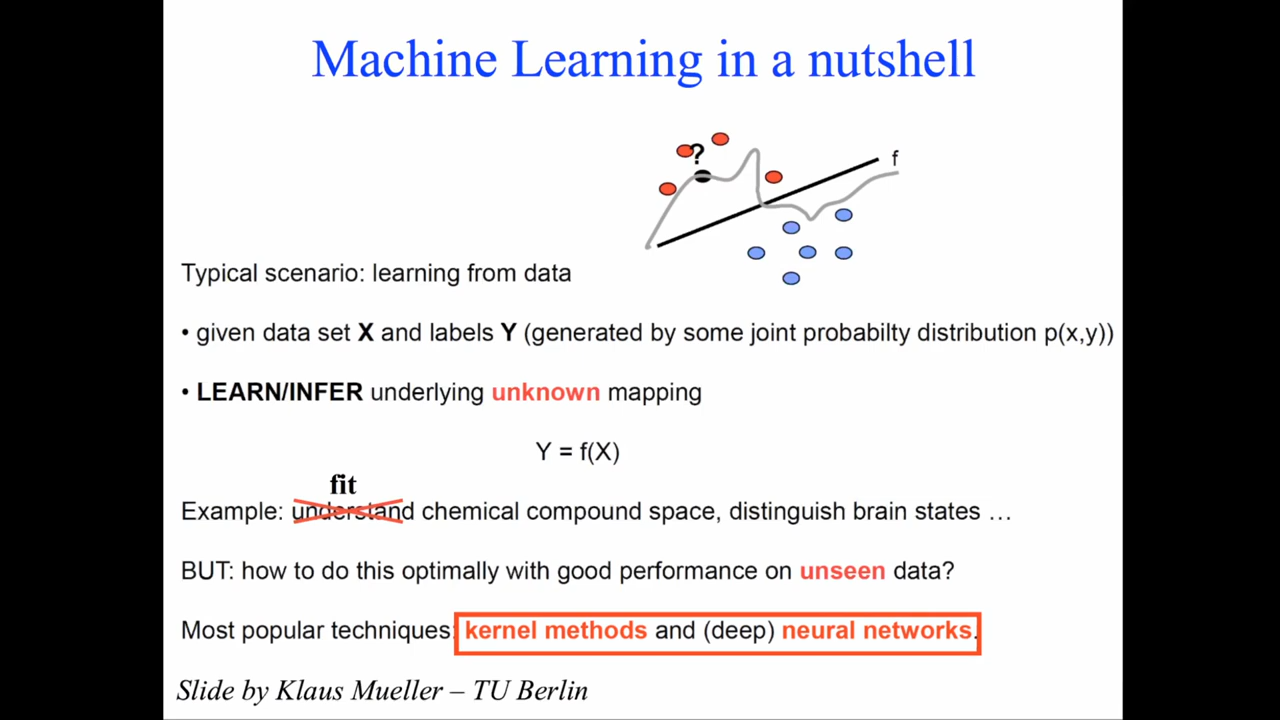 Machine Learning in a nutshell
?
f
Typical scenario: learning from data
• given data set X and labels Y (generated by some joint probabilty distribution p(x,y))
• LEARN/INFER underlying unknown mapping
Y = f(X)
fit
Example: understand chemical compound space, distinguish brain states …
BUT: how to do this optimally with good performance on unseen data?
Most popular techniques: kernel methods and (deep) neural networks.
Slide by Klaus Mueller – TU Berlin